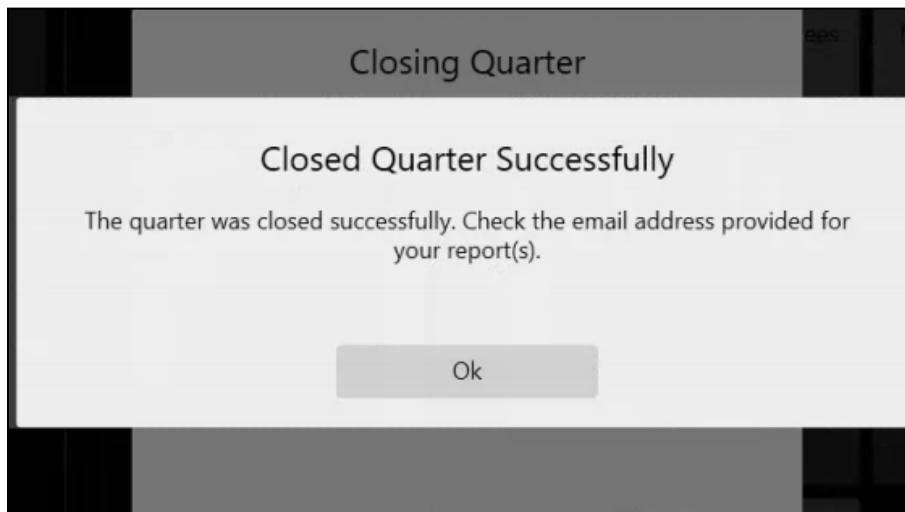 Closing Quarter
Closed Quarter Successfully
The quarter was closed successfully. Check the email address provided for
your report(s).
Ok